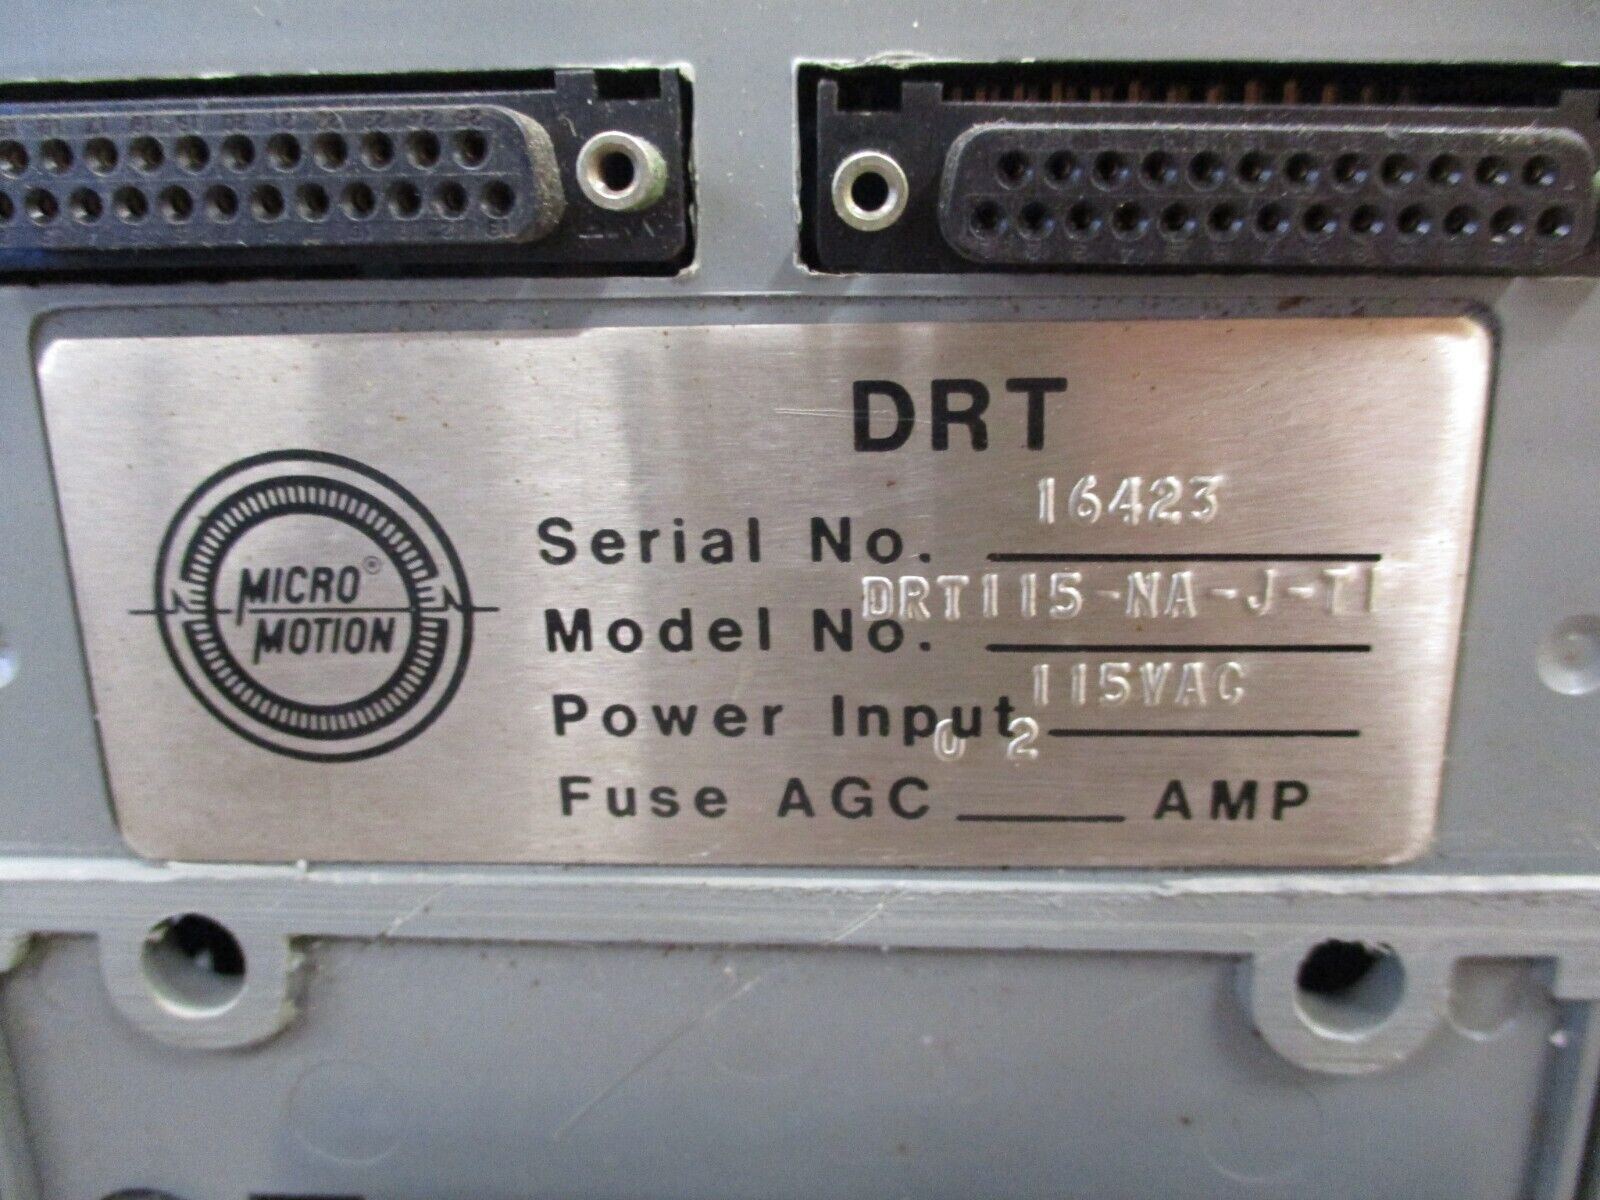 DRT
MICRO®
MOTION
Serial No. 16423
Model No. DRT115-NA-J-TI
Power Input 115VAC
Fuse AGC 0 2 AMP